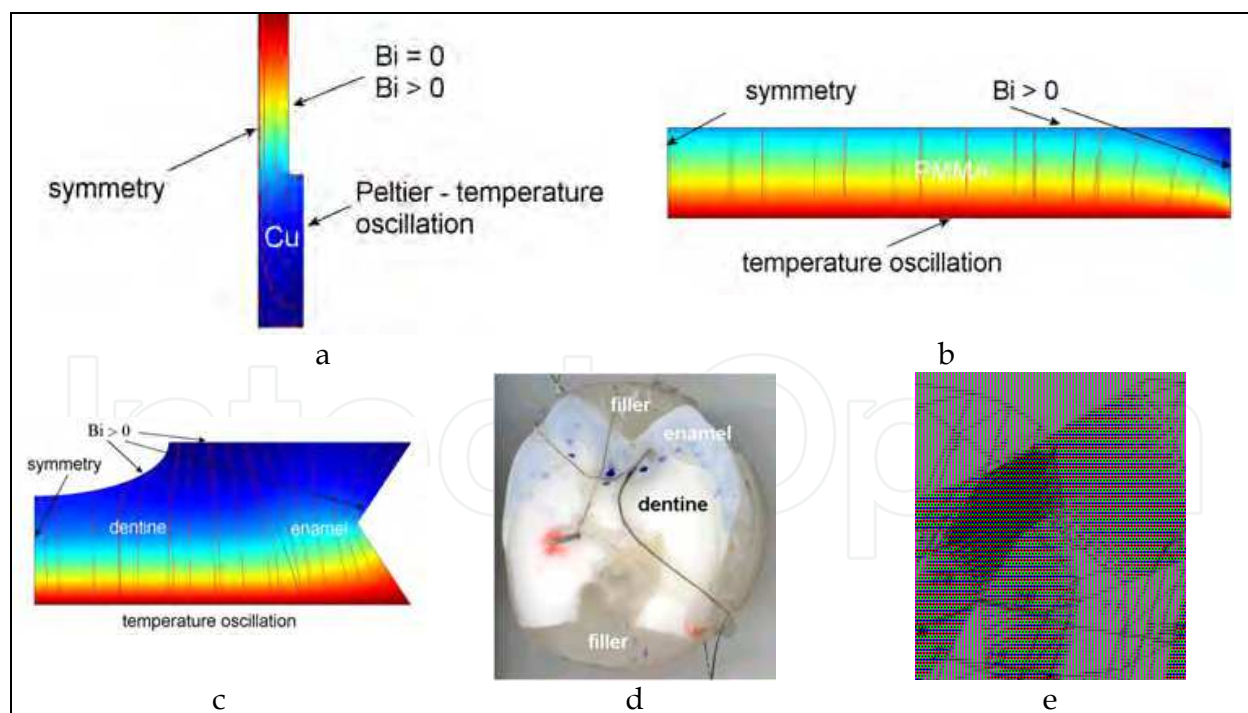 Bi = 0
Bi > 0
symmetry
Peltier - temperature
oscillation
Cu
a
symmetry
Bi > 0
PMMA
temperature oscillation
b
Bi > 0
symmetry
dentine
enamel
temperature oscillation
c
filler
enamel
dentine
filler
d
e
IntechOpen